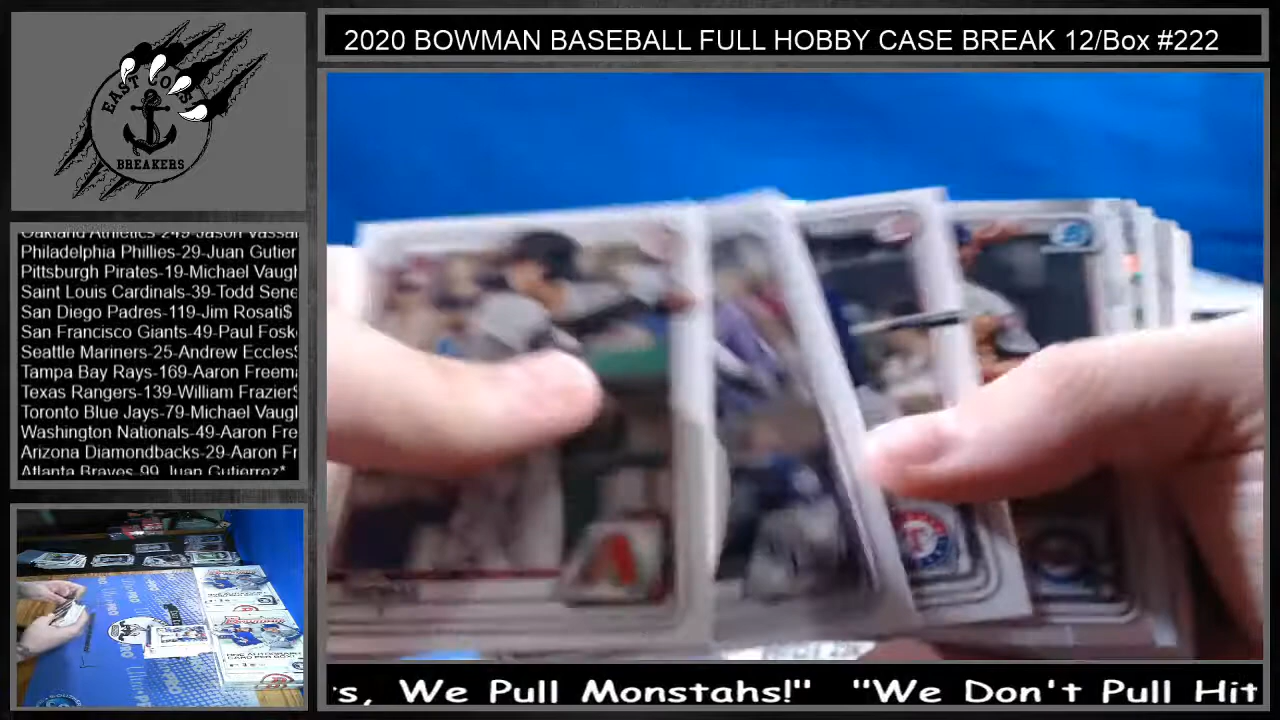 2020 BOWMAN BASEBALL FULL HOBBY CASE BREAK 12/Box #222
EAST COAST
BREAKERS
Oakland Athletics-249-Jason Vassal
Philadelphia Phillies-29-Juan Gutier
Pittsburgh Pirates-19-Michael Vaugh
Saint Louis Cardinals-39-Todd Sene
San Diego Padres-119-Jim Rosati$
San Francisco Giants-49-Paul Fosk
Seattle Mariners-25-Andrew Eccles$
Tampa Bay Rays-169-Aaron Freema
Texas Rangers-139-William Frazier$
Toronto Blue Jays-79-Michael Vaugl
Washington Nationals-49-Aaron Fre
Arizona Diamondbacks-29-Aaron Fr
Atlanta Braves-99-Juan Gutierrez*
s, We Pull Monstahs!" "We Don't Pull Hit